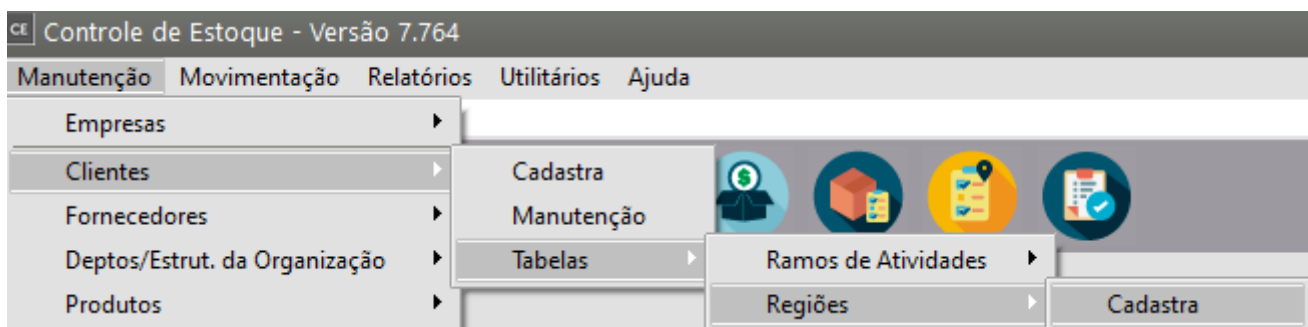 CE Controle de Estoque - Versão 7.764
Manutenção Movimentação Relatórios Utilitários Ajuda
Empresas
Clientes Cadastra
Fornecedores Manutenção
Deptos/Estrut. da Organização Tabelas Ramos de Atividades
Produtos Regiões Cadastra